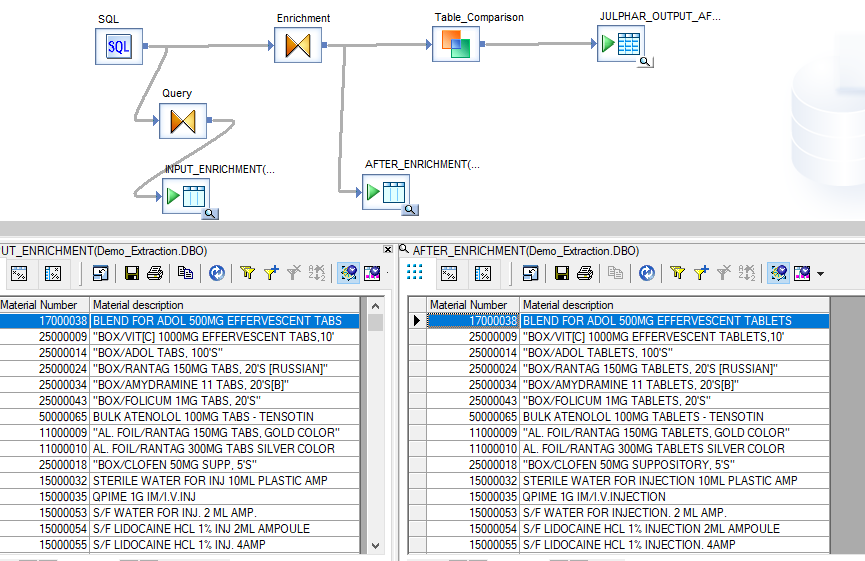 SQL
Enrichment
Table_Comparison
JULPHAR_OUTPUT_AF...
SQL
Query
INPUT_ENRICHMENT(...
AFTER_ENRICHMENT(...
PUT_ENRICHMENT(Demo_Extraction.DBO)
Material Number Material description
17000038 BLEND FOR ADOL 500MG EFFERVESCENT TABS
25000009 "BOX/VIT[C] 1000MG EFFERVESCENT TABS,10'
25000014 "BOX/ADOL TABS, 100'S"
25000024 "BOX/RANTAG 150MG TABS, 20'S [RUSSIAN]"
25000034 "BOX/AMYDRAMINE 11 TABS, 20'S[B]"
25000043 "BOX/FOLICUM 1MG TABS, 20'S"
50000065 BULK ATENOLOL 100MG TABS - TENSOTIN
11000009 "AL. FOIL/RANTAG 150MG TABS, GOLD COLOR"
11000010 AL. FOIL/RANTAG 300MG TABS SILVER COLOR
25000018 "BOX/CLOFEN 50MG SUPP, 5'S"
15000032 STERILE WATER FOR INJ 10ML PLASTIC AMP
15000035 QPIME 1G IM/I.V.INJ
15000053 S/F WATER FOR INJ. 2 ML AMP.
15000054 S/F LIDOCAINE HCL 1% INJ 2ML AMPOULE
15000055 S/F LIDOCAINE HCL 1% INJ. 4AMP
AFTER_ENRICHMENT(Demo_Extraction.DBO)
Material Number Material description
17000038 BLEND FOR ADOL 500MG EFFERVESCENT TABLETS
25000009 "BOX/VIT[C] 1000MG EFFERVESCENT TABLETS,10'
25000014 "BOX/ADOL TABLETS, 100'S"
25000024 "BOX/RANTAG 150MG TABLETS, 20'S [RUSSIAN]"
25000034 "BOX/AMYDRAMINE 11 TABLETS, 20'S[B]"
25000043 "BOX/FOLICUM 1MG TABLETS, 20'S"
50000065 BULK ATENOLOL 100MG TABLETS - TENSOTIN
11000009 "AL. FOIL/RANTAG 150MG TABLETS, GOLD COLOR"
11000010 AL. FOIL/RANTAG 300MG TABLETS SILVER COLOR
25000018 "BOX/CLOFEN 50MG SUPPOSITORY, 5'S"
15000032 STERILE WATER FOR INJECTION 10ML PLASTIC AMP
15000035 QPIME 1G IM/I.V.INJECTION
15000053 S/F WATER FOR INJECTION. 2 ML AMP.
15000054 S/F LIDOCAINE HCL 1% INJECTION 2ML AMPOULE
15000055 S/F LIDOCAINE HCL 1% INJECTION. 4AMP